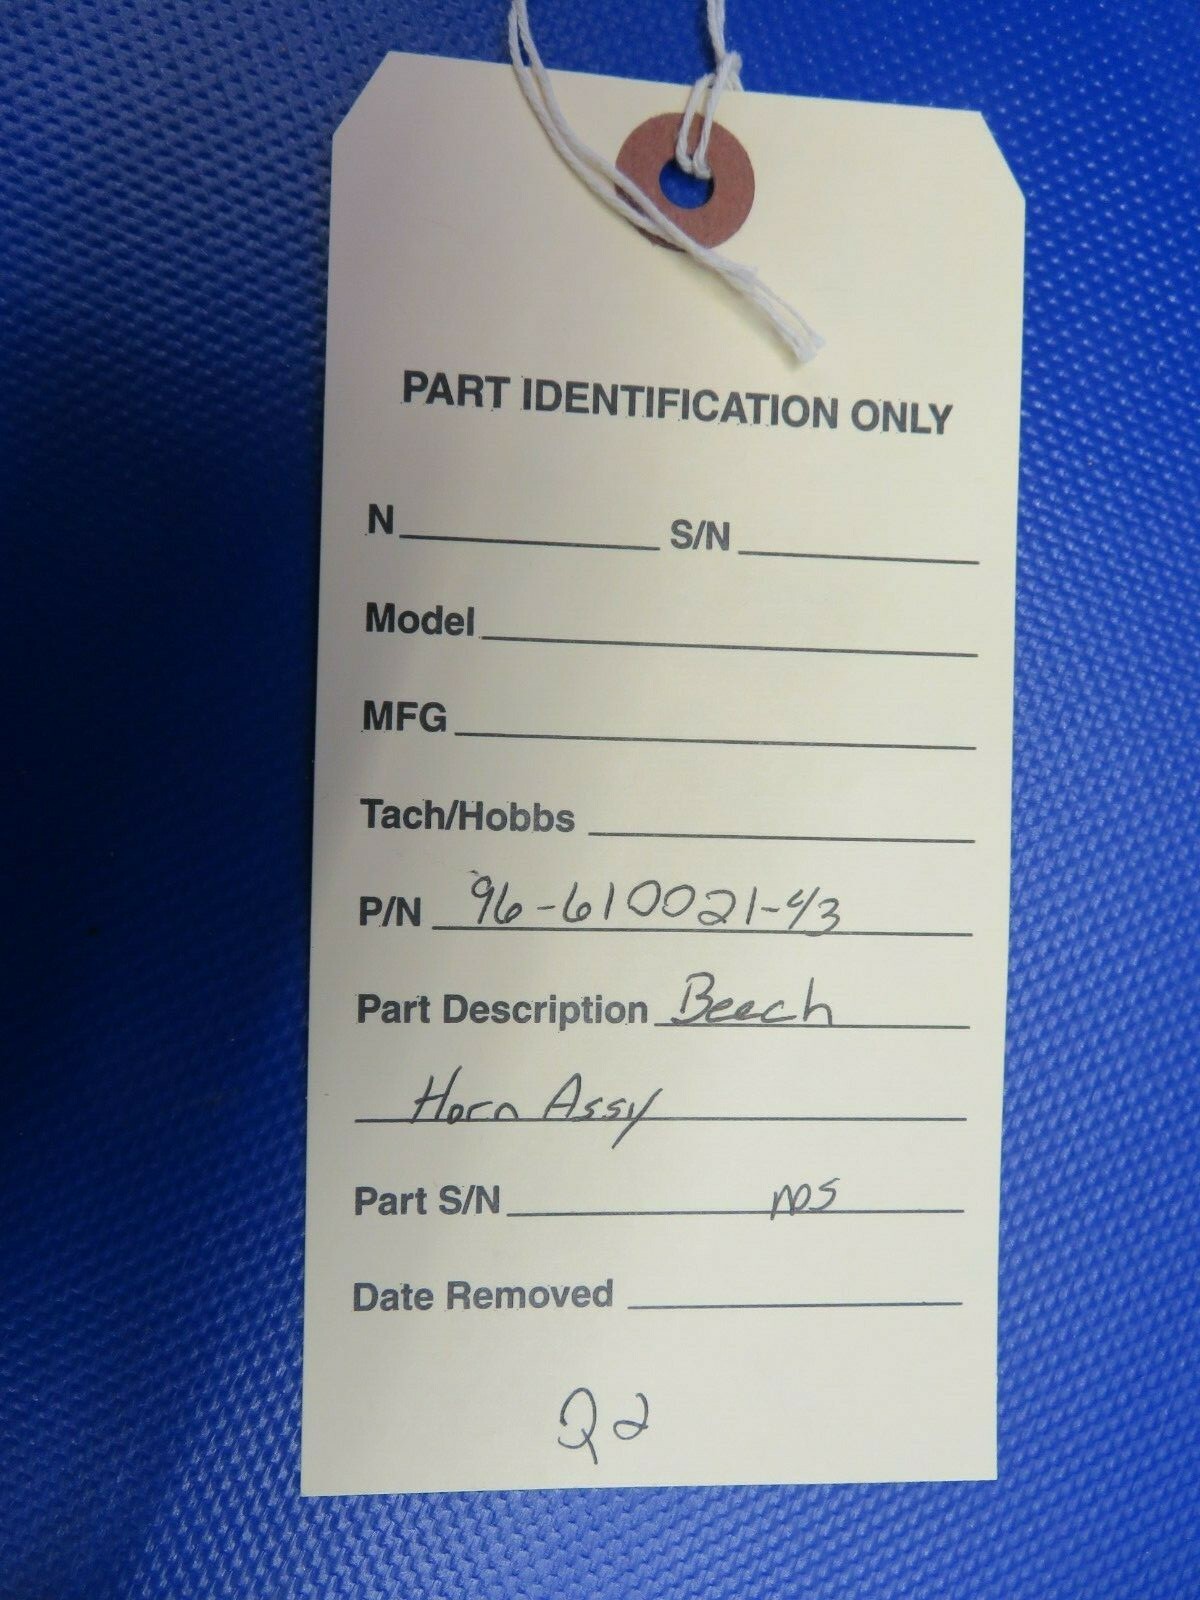 PART IDENTIFICATION ONLY
N S/N
Model
MFG
Tach/Hobbs
P/N 96-610021-43
Part Description Beech
Horn Assy
Part S/N NS
Date Removed
Q2